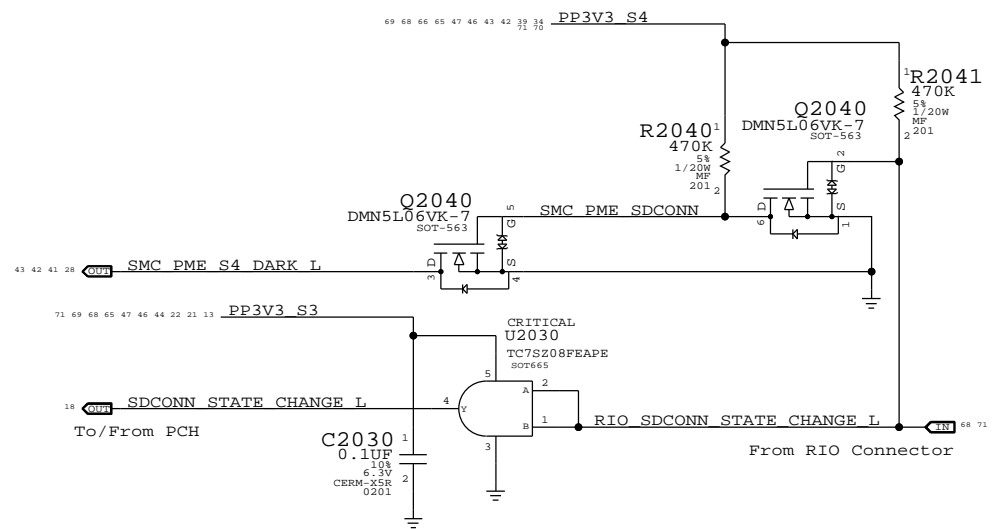 69 68 66 65 47 46 43 42 39 34
71 70
PP3V3_S4
1
R2041
470K
5%
1/20W
MF
201
2
Q2040
DMN5L06VK-7
SOT-563
R2040
470K
5%
1/20W
MF
201
1
2
G 2
D
6
S
1
Q2040
DMN5L06VK-7
SOT-563
G 5
SMC_PME_SDCONN
D
3
S
4
43 42 41 28
OUT
SMC_PME_S4_DARK_L
71 69 68 65 47 46 44 22 21 13
PP3V3_S3
CRITICAL
U2030
TC7SZ08FEAPE
SOT665
5
2
A
18
OUT
SDCONN_STATE_CHANGE_L
4
Y
B
1
RIO_SDCONN_STATE_CHANGE_L
IN
68 71
To/From PCH
3
From RIO Connector
C2030
0.1UF
10%
6.3V
CERM-X5R
0201
1
2